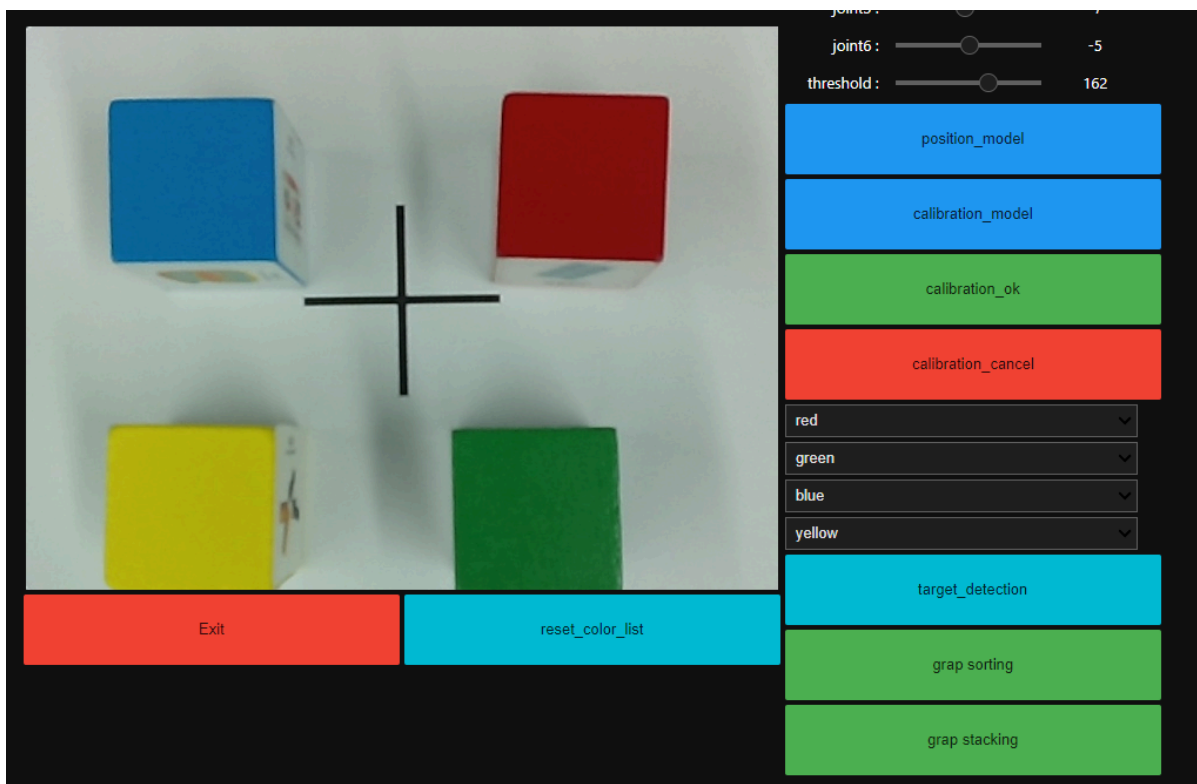 joint6 : -5
threshold : 162
position_model
calibration_model
calibration_ok
calibration_cancel
red
green
blue
yellow
target_detection
Exit
reset_color_list
grap sorting
grap stacking